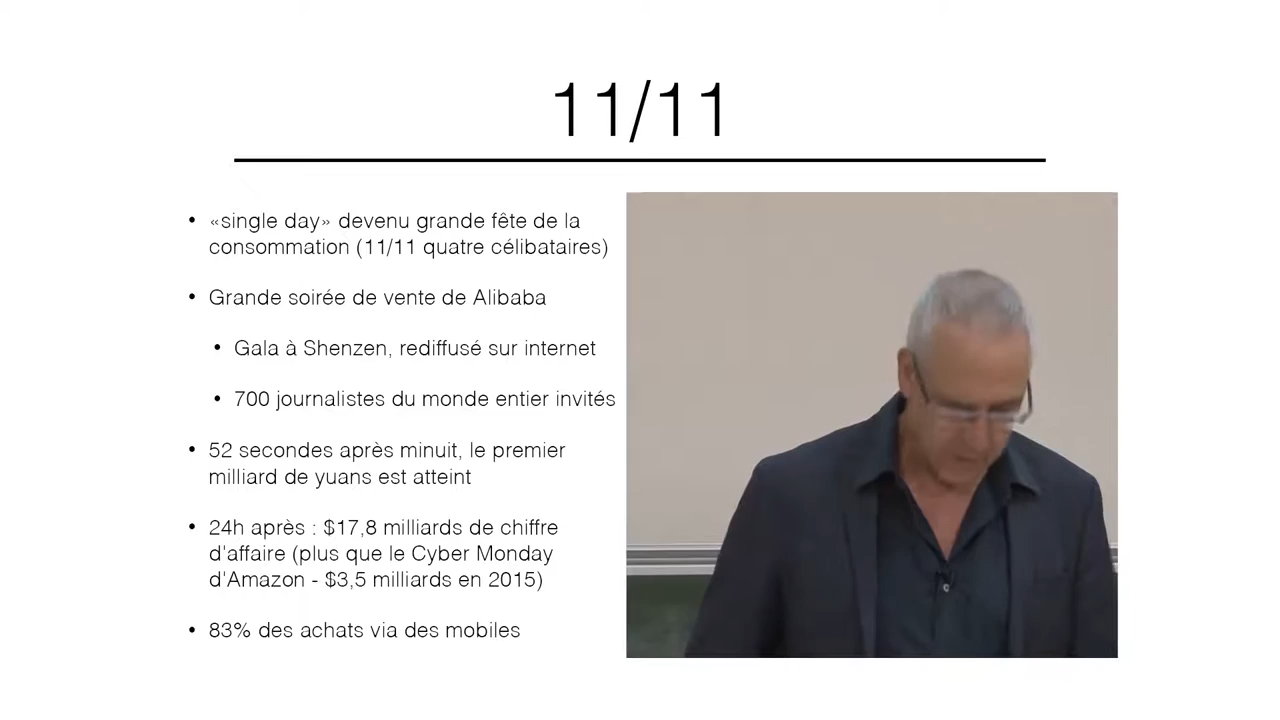 11/11
• «single day» devenu grande fête de la
consommation (11/11 quatre célibataires)
• Grande soirée de vente de Alibaba
• Gala à Shenzen, rediffusé sur internet
• 700 journalistes du monde entier invités
• 52 secondes après minuit, le premier
milliard de yuans est atteint
• 24h après : $17,8 milliards de chiffre
d'affaire (plus que le Cyber Monday
d'Amazon - $3,5 milliards en 2015)
• 83% des achats via des mobiles